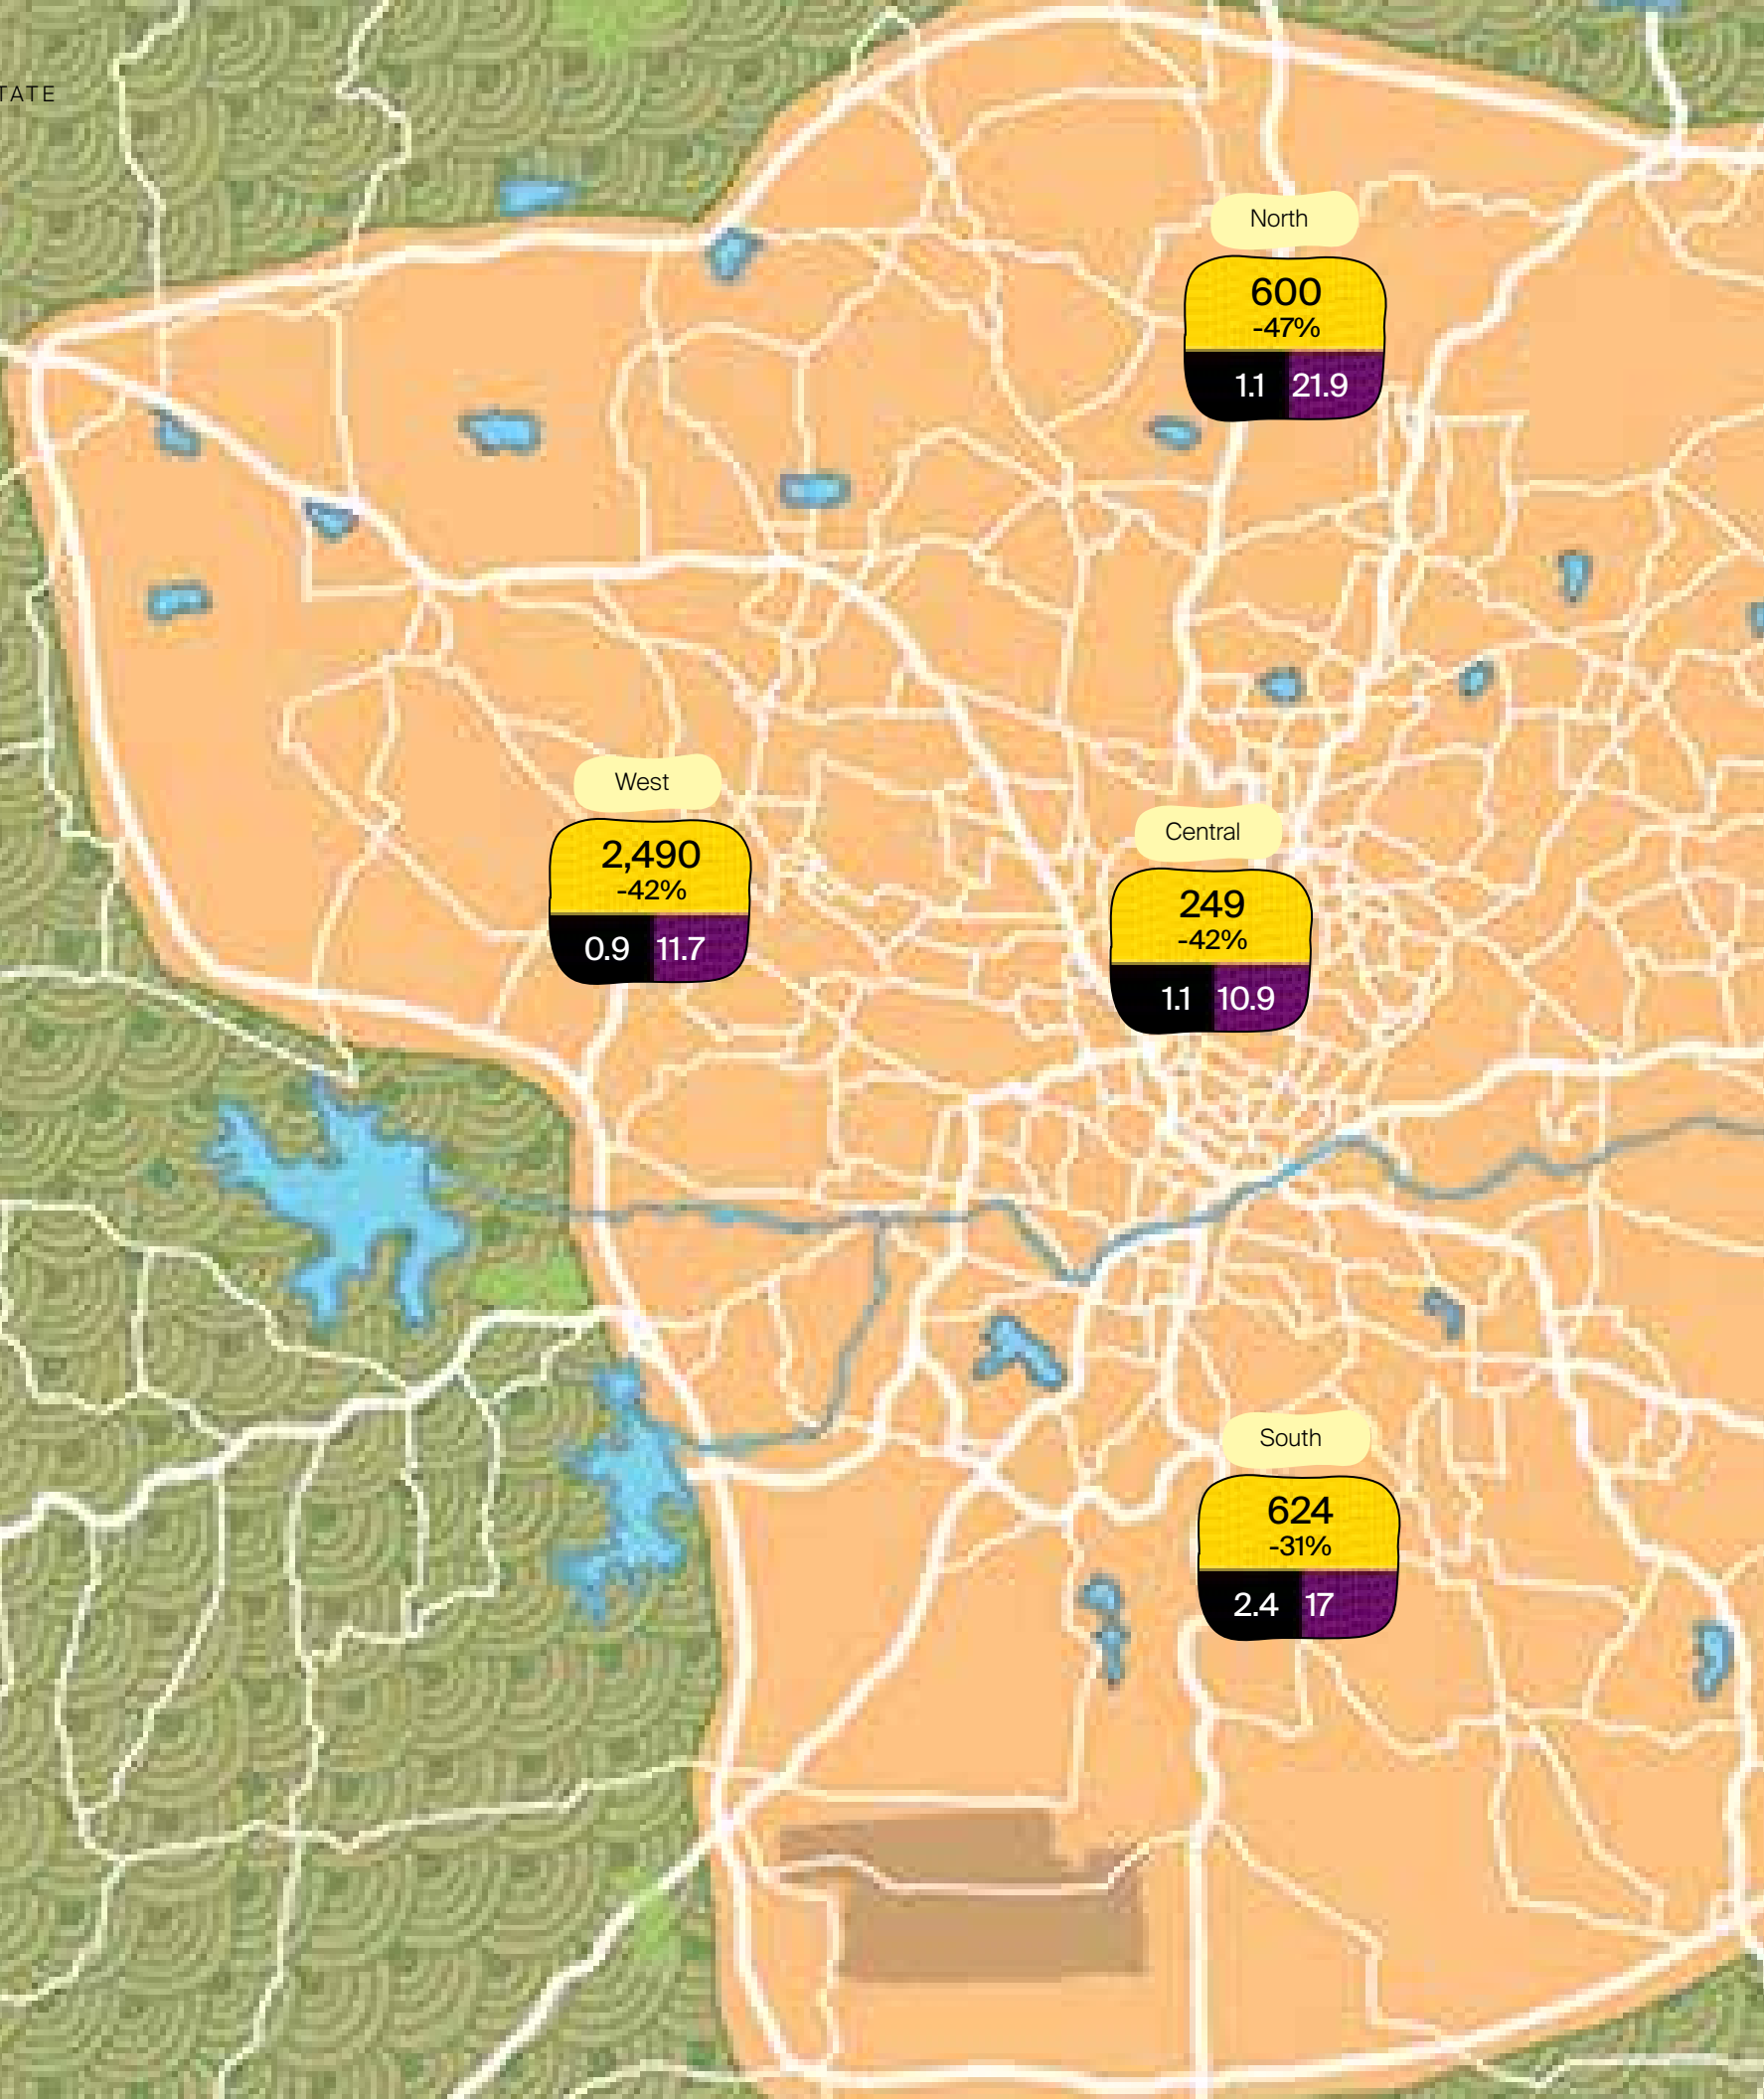 TATE
North
600
-47%
1.1 21.9
West
2,490
-42%
0.9 11.7
Central
249
-42%
1.1 10.9
South
624
-31%
2.4 17